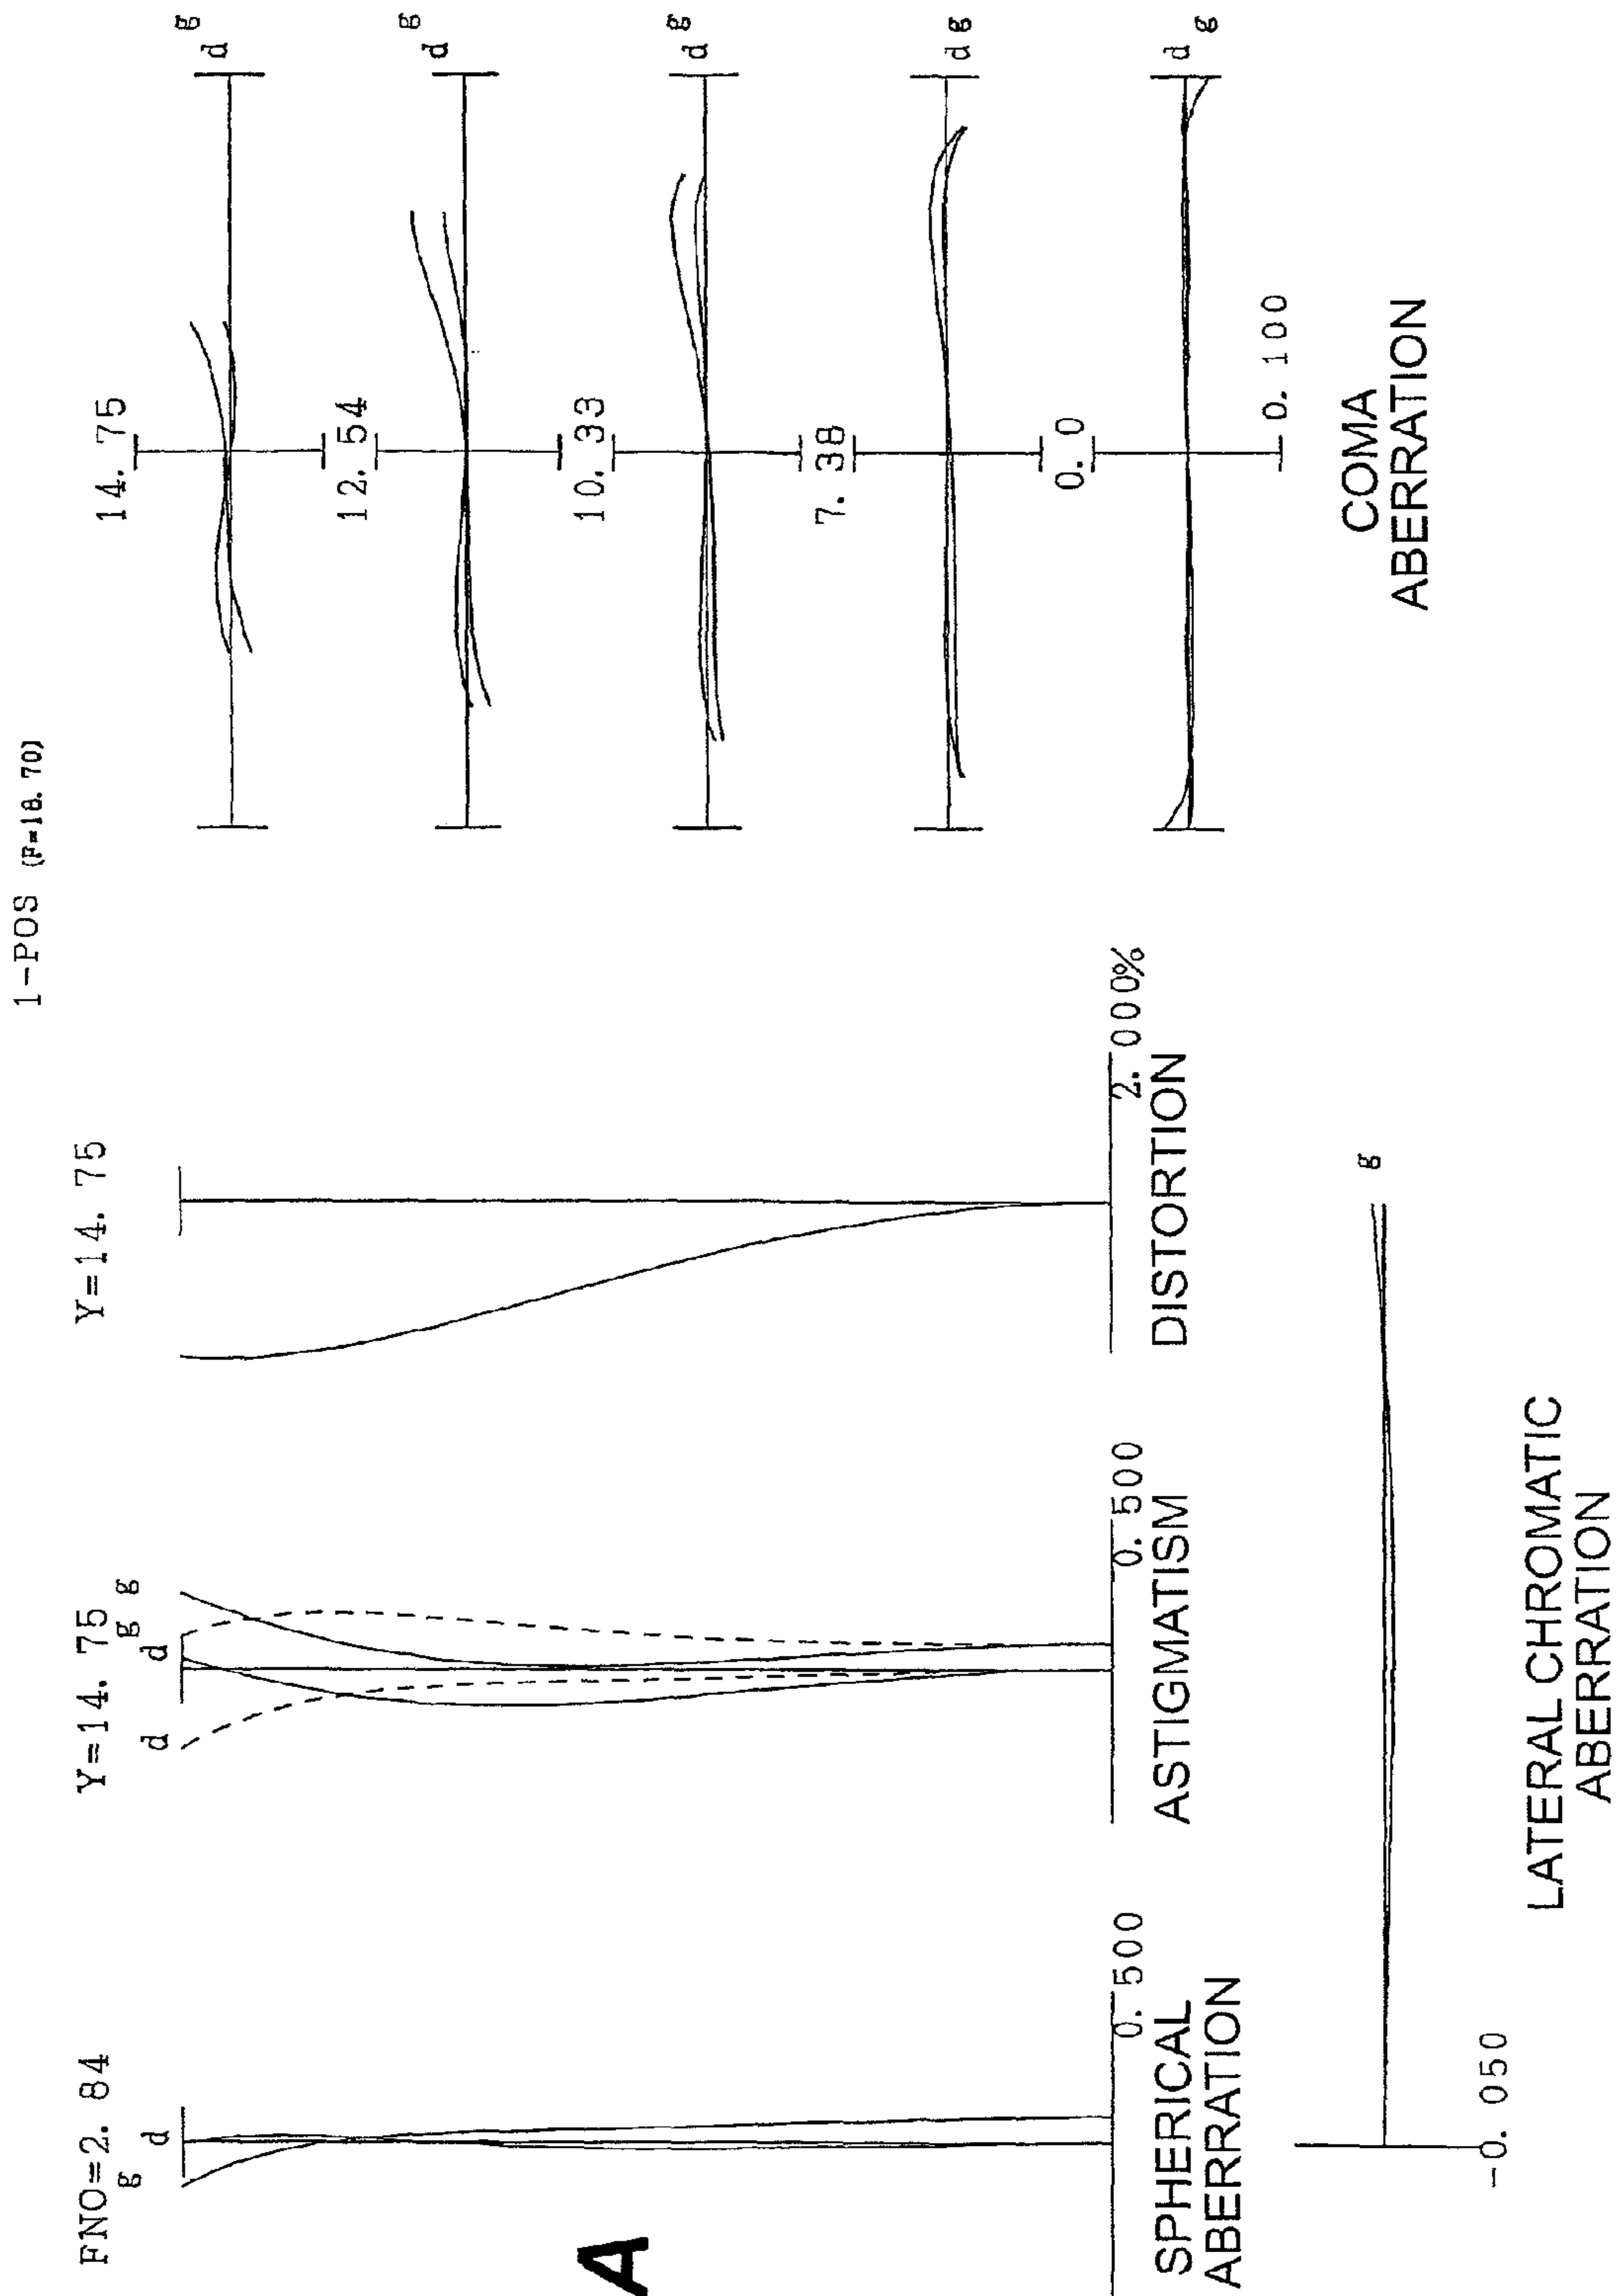 1-POS (F=18. 70)
FNO=2. 84
g d
0. 500
SPHERICAL
ABERRATION
Y=14. 75
d d g g
0. 500
ASTIGMATISM
Y=14. 75
2. 000%
DISTORTION
14. 75
g
d
12. 54
g
d
10. 33
g
d
7. 38
d
g
0. 0
d
g
0. 100
COMA
ABERRATION
g
-0. 050
LATERAL CHROMATIC
ABERRATION
A